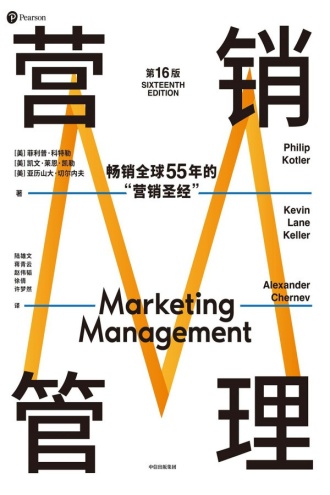 Pearson
营销
第16版
SIXTEENTH
EDITION
[美]菲利普·科特勒
[美]凯文·莱恩·凯勒
[美]亚历山大·切尔内夫
著
畅销全球55年的
“营销圣经”
Philip
Kotler
Kevin
Lane
Keller
Alexander
Chernev
陆雄文
蒋青云
赵伟韬
徐倩
许梦然
译
Marketing
Management
管理
中信出版集团